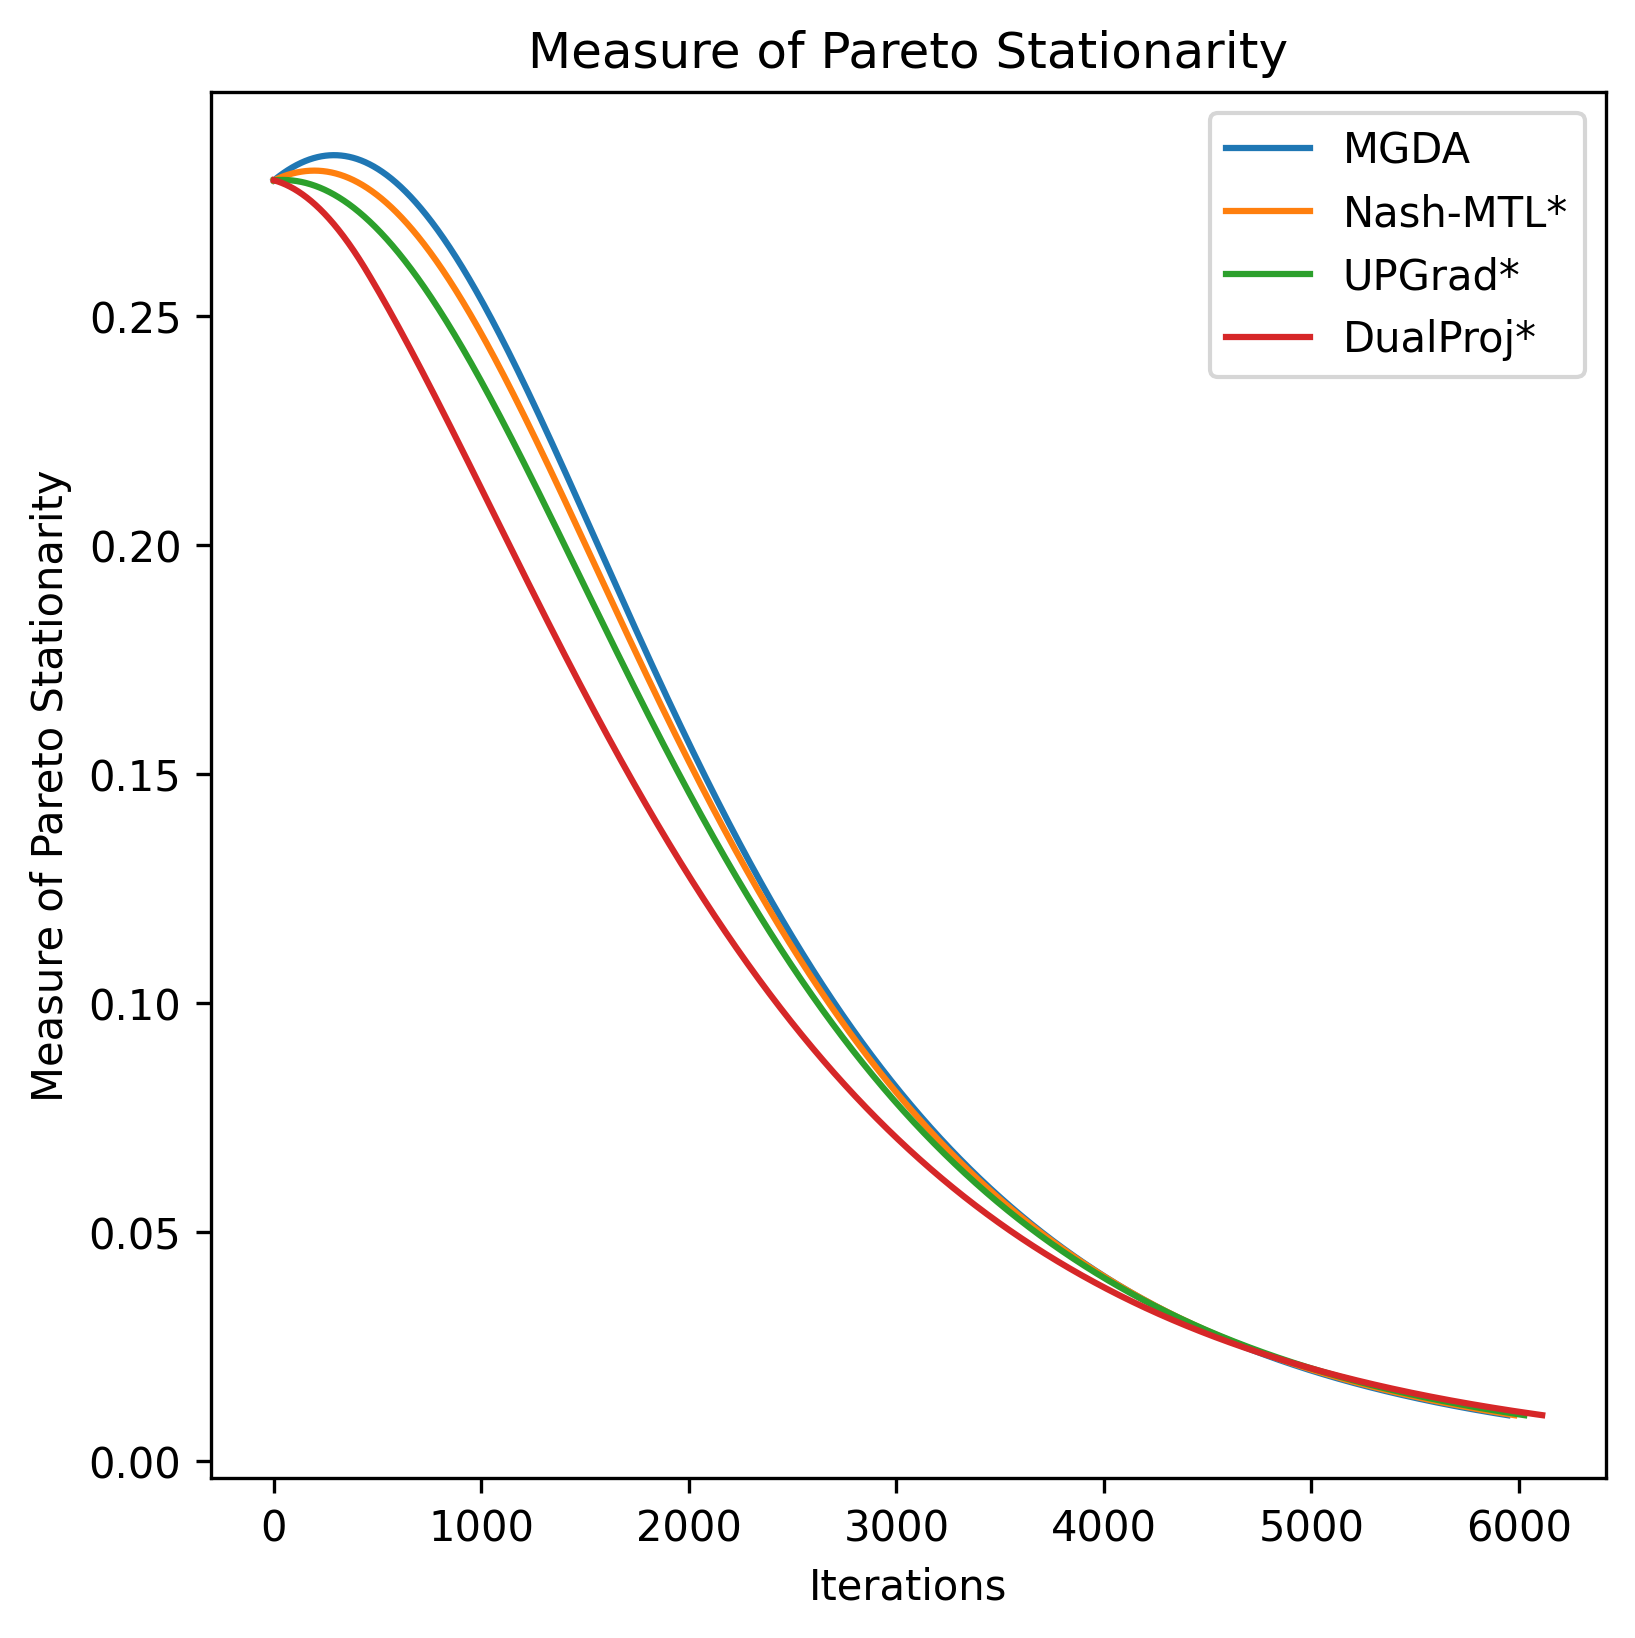 Measure of Pareto Stationarity
MGDA
Nash-MTL*
UPGrad*
DualProj*
Measure of Pareto Stationarity
0.25
0.20
0.15
0.10
0.05
0.00
0 1000 2000 3000 4000 5000 6000
Iterations